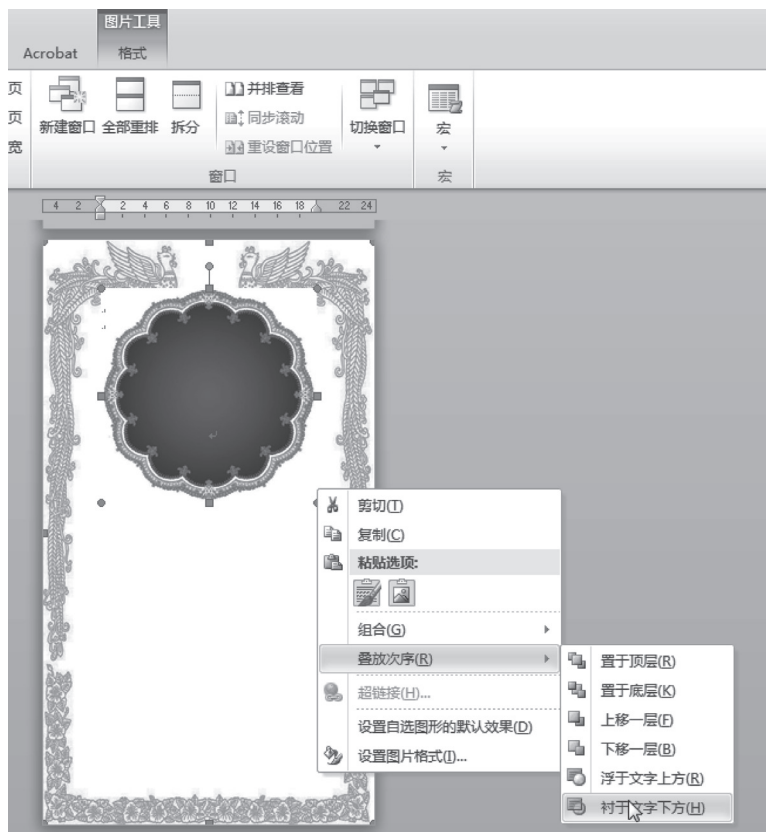 图片工具
Acrobat 格式
页
页
宽
新建窗口 全部重排 拆分
并排查看
同步滚动
重设窗口位置
切换窗口
宏
窗口
宏
4 2 2 4 6 8 10 12 14 16 18 22 24
剪切(T)
复制(C)
粘贴选项:
组合(G)
叠放次序(R)
超链接(H)...
设置自选图形的默认效果(D)
设置图片格式(I)...
置于顶层(R)
置于底层(K)
上移一层(F)
下移一层(B)
浮于文字上方(R)
衬于文字下方(H)